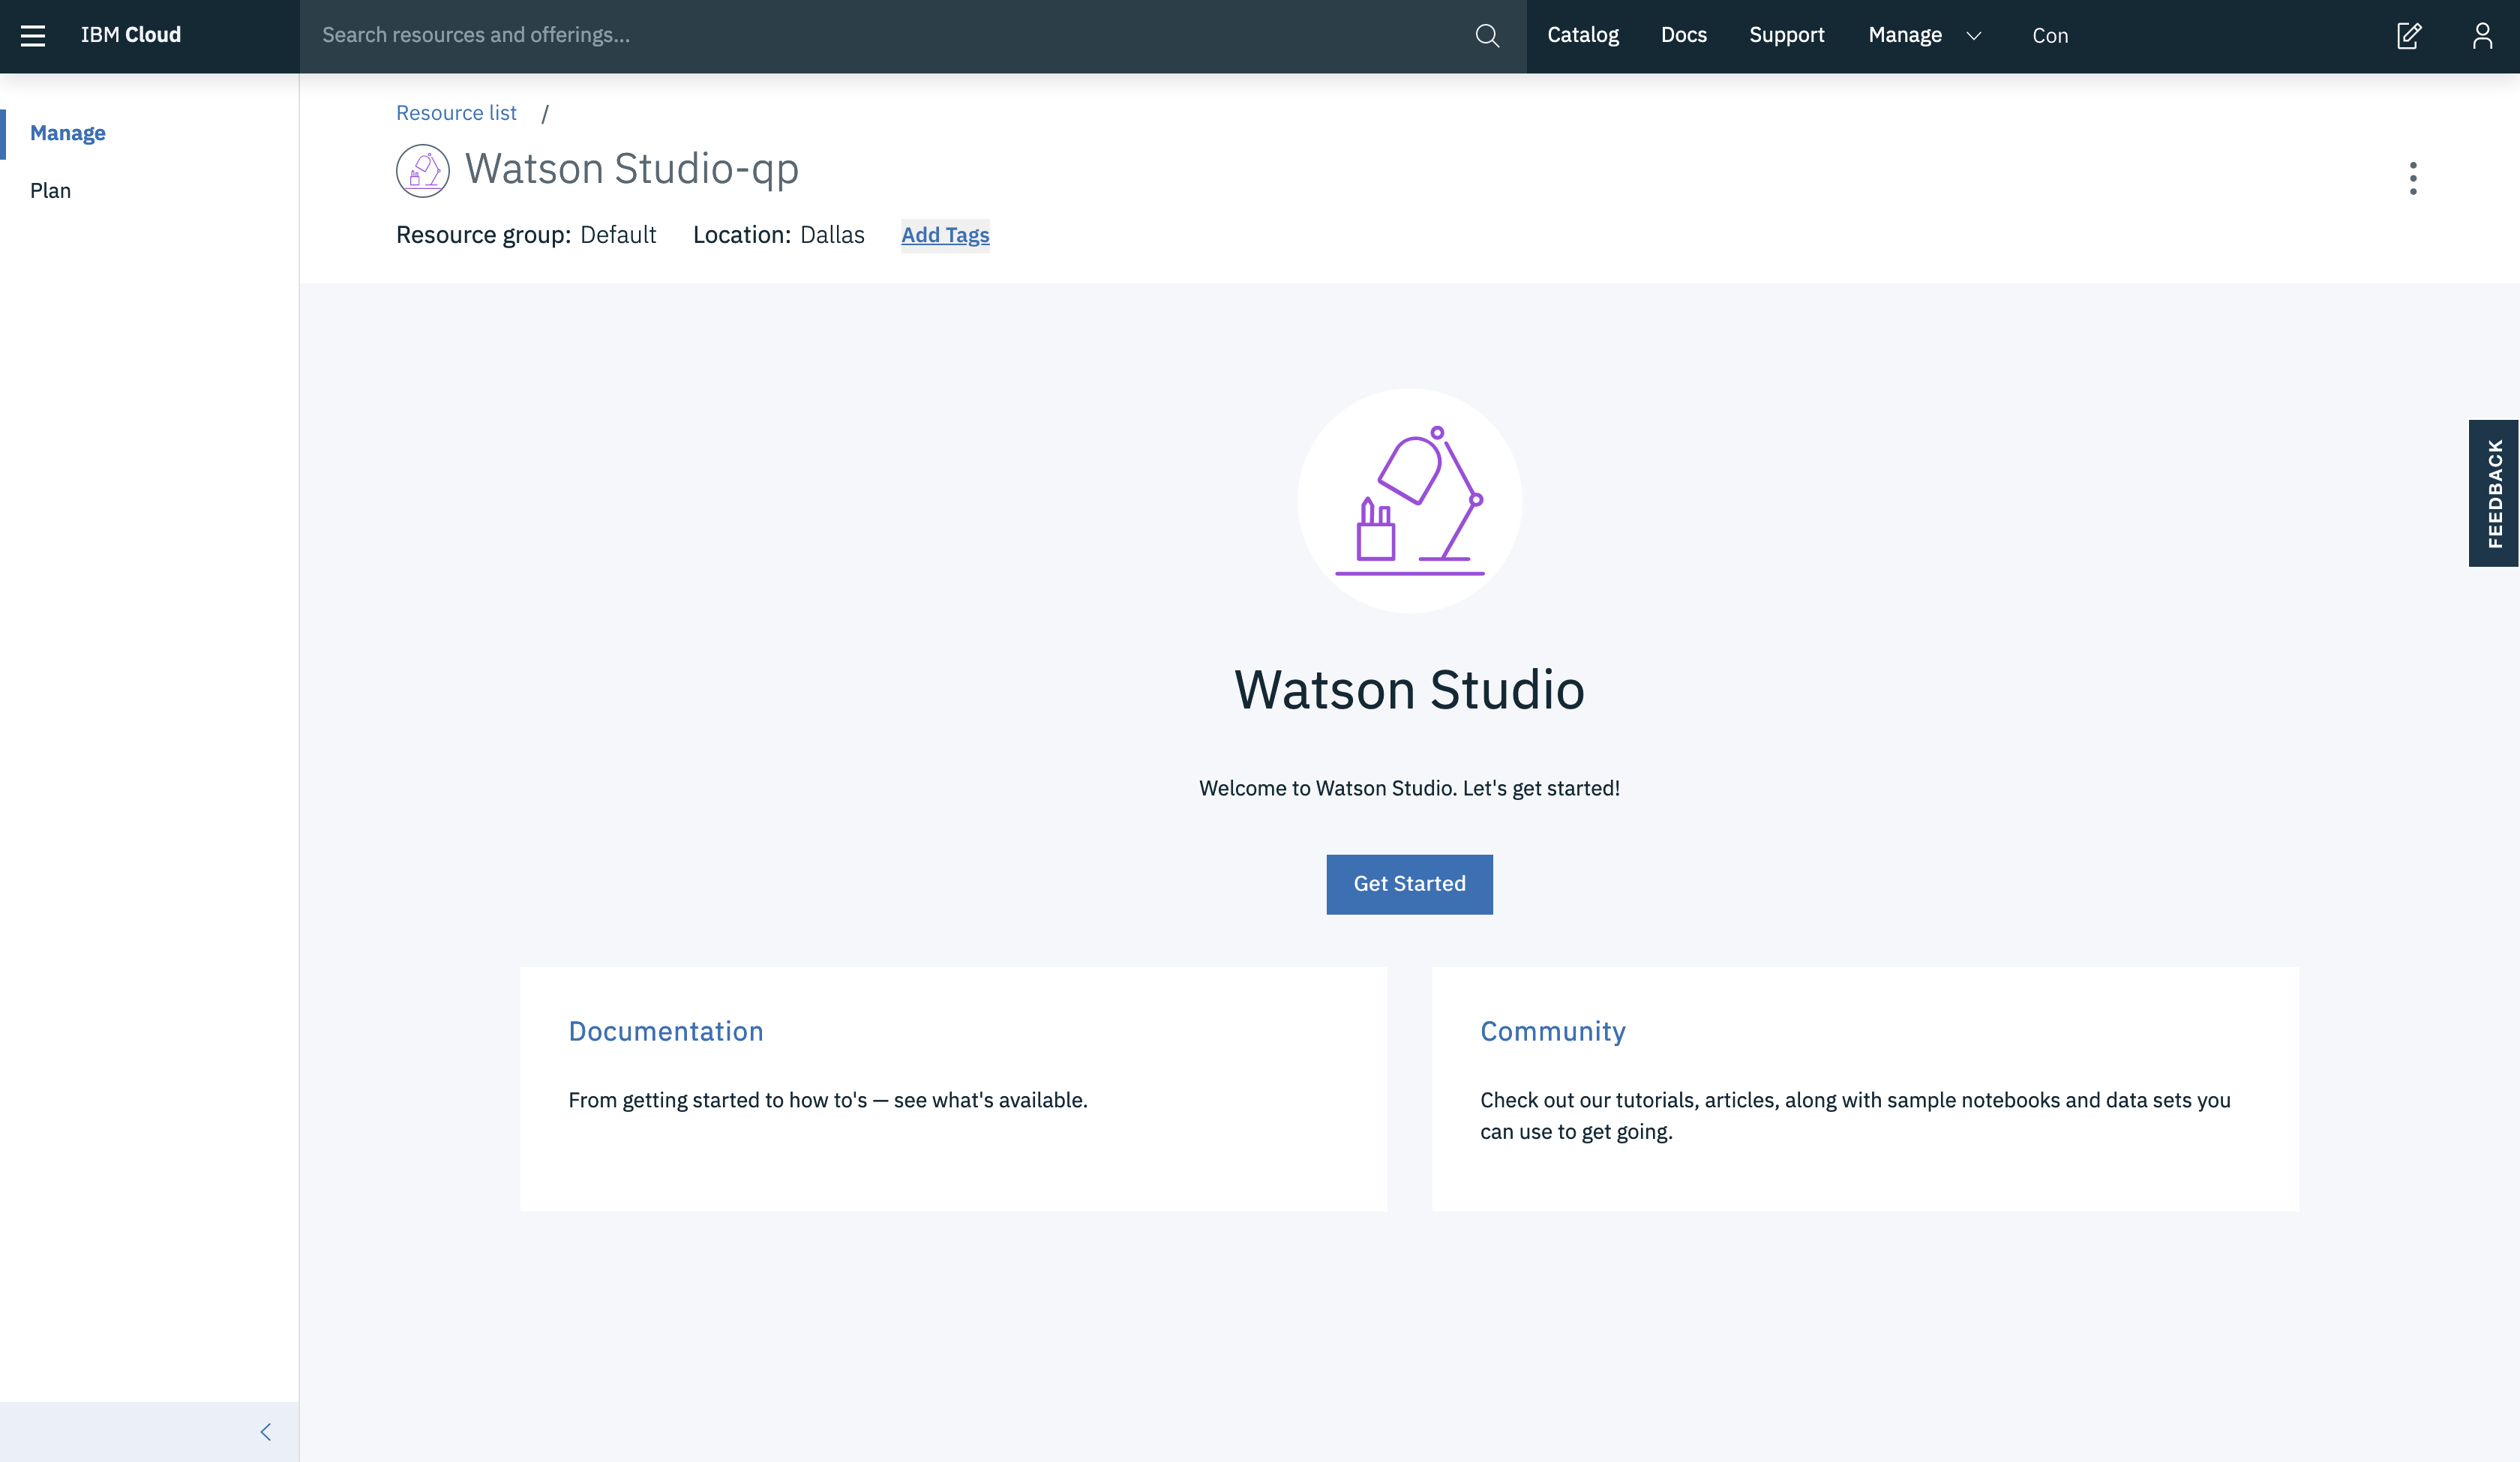 IBM Cloud
Search resources and offerings...
Catalog
Docs
Support
Manage
Con
Manage
Plan
Resource list /
Watson Studio-qp
Resource group: Default Location: Dallas Add Tags
FEEDBACK
Watson Studio
Welcome to Watson Studio. Let's get started!
Get Started
Documentation
From getting started to how to's — see what's available.
Community
Check out our tutorials, articles, along with sample notebooks and data sets you
can use to get going.